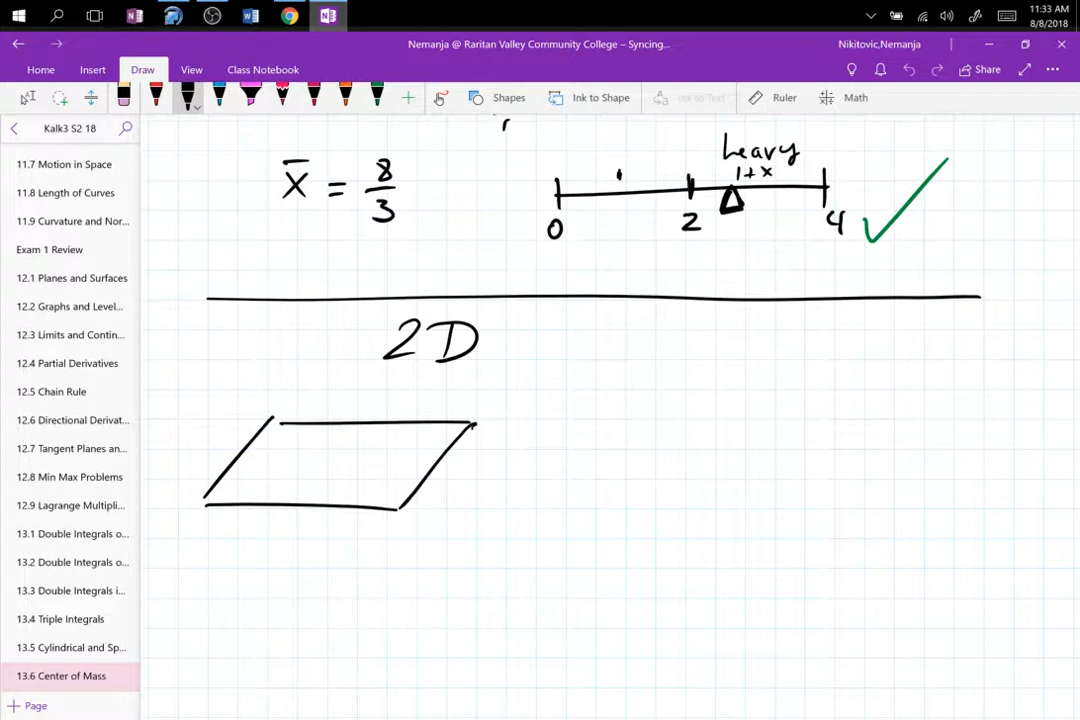 11:33 AM
8/8/2018
Nemanja @ Raritan Valley Community College – Syncing...
Nikitovic,Nemanja
Home Insert Draw View Class Notebook
Share
Shapes Ink to Shape Ink to Text Ruler Math
Kalk3 S2 18
11.7 Motion in Space
11.8 Length of Curves
11.9 Curvature and Nor...
Exam 1 Review
12.1 Planes and Surfaces
12.2 Graphs and Level...
12.3 Limits and Contin...
12.4 Partial Derivatives
12.5 Chain Rule
12.6 Directional Derivat...
12.7 Tangent Planes an...
12.8 Min Max Problems
12.9 Lagrange Multipli...
13.1 Double Integrals o...
13.2 Double Integrals o...
13.3 Double Integrals i...
13.4 Triple Integrals
13.5 Cylindrical and Sp...
13.6 Center of Mass
+ Page
x̄ = 8/3
heavy
1+x
0 2 4
2D